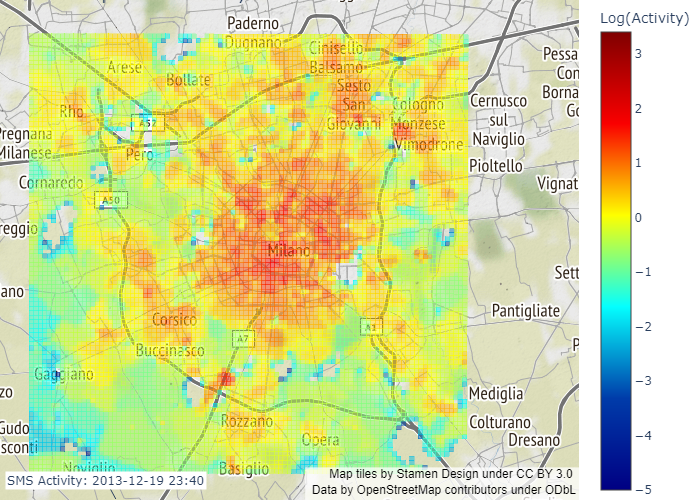 Log(Activity)
Paderno
Dugnano
Cinisello
Balsamo
Arese
Bollate
Sesto
San
Giovanni
Rho
A52
Cologno
Monzese
Vimodrone
Cernusco
sul
Naviglio
Pessa
Con
Borna
Go
Pregnana
Milanese
Pero
Pioltello
Cornaredo
A50
Vignat
reggio
Milano
Sett
ano
Corsico
Pantigliate
A7
A1
Buccinasco
P
Gaggiano
zo
Rozzano
Mediglia
Gudo
sconti
Opera
Colturano
Dresano
Noviglio
Basiglio
SMS Activity: 2013-12-19 23:40
Map tiles by Stamen Design under CC BY 3.0
Data by OpenStreetMap contributors under ODbL
3
2
1
0
−1
−2
−3
−4
−5